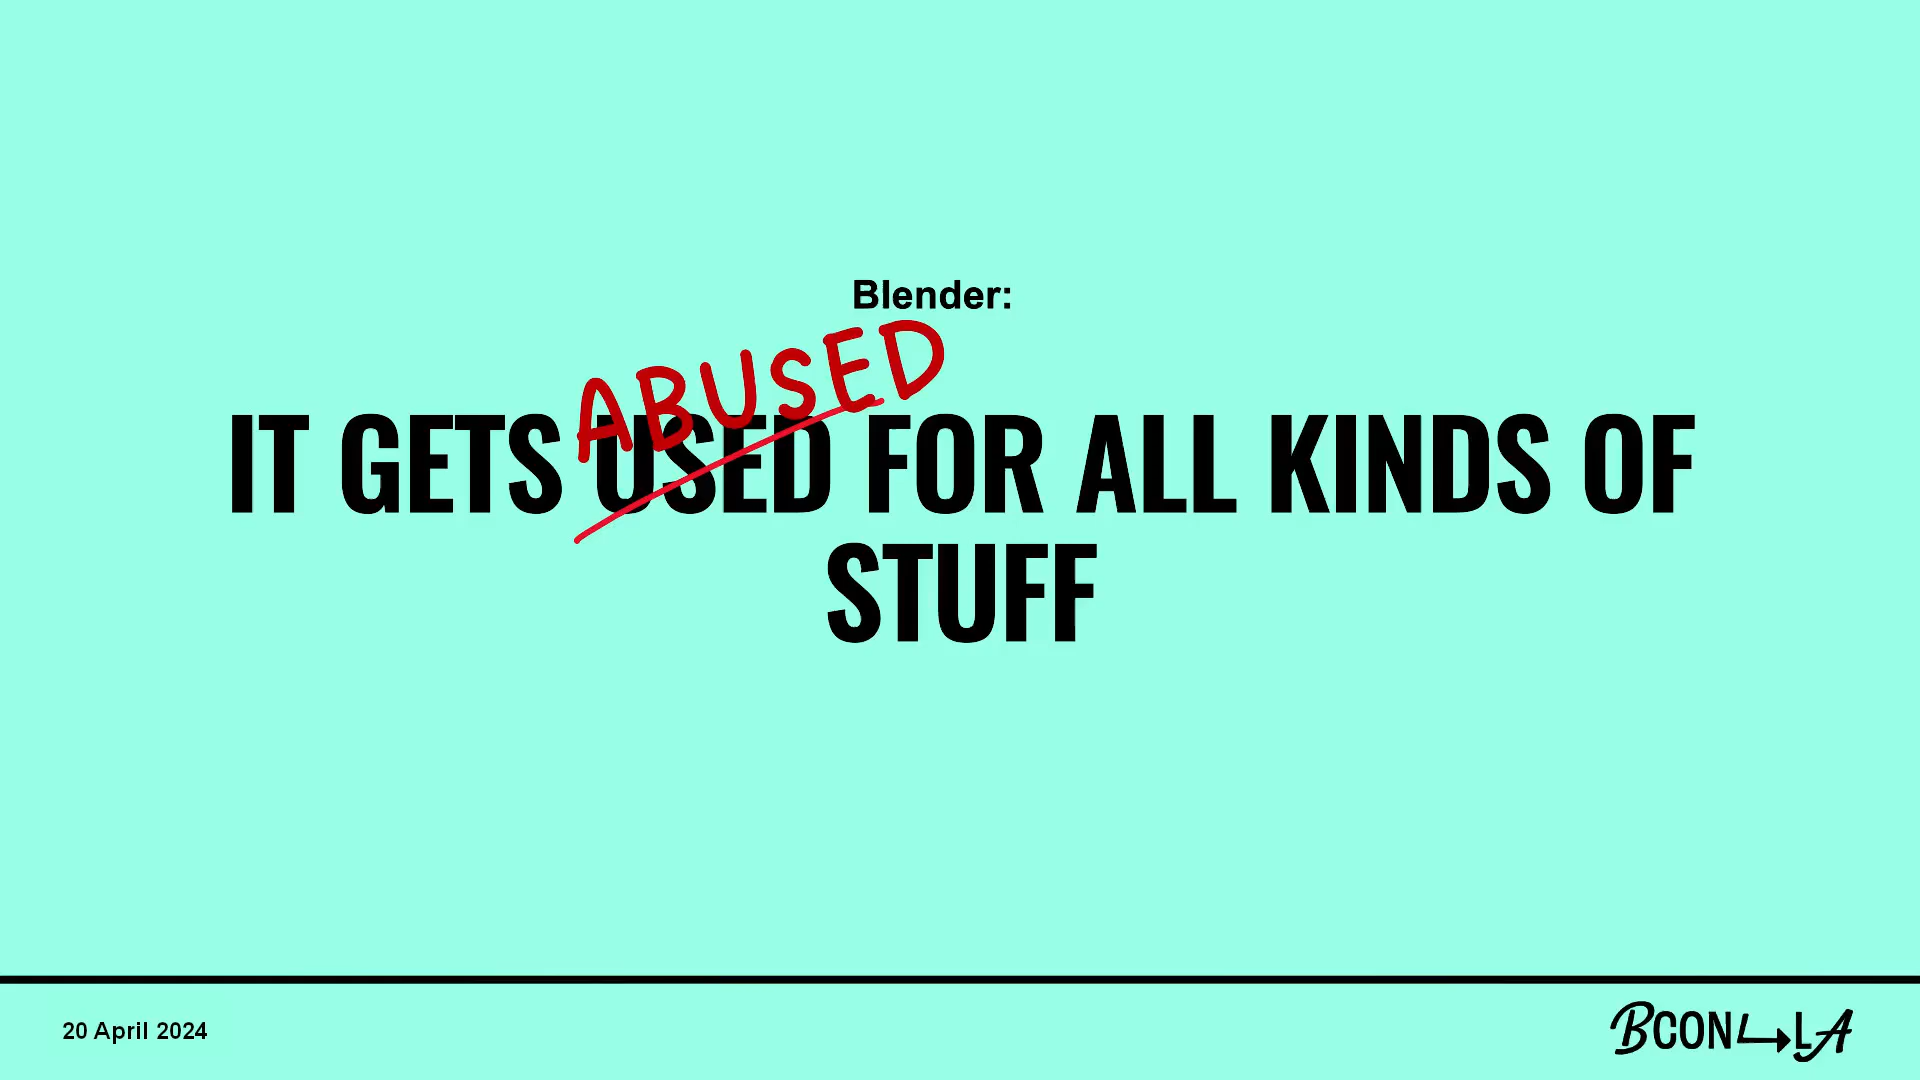 Blender:
ABUSED
IT GETS USED FOR ALL KINDS OF
STUFF
20 April 2024
BCON LA